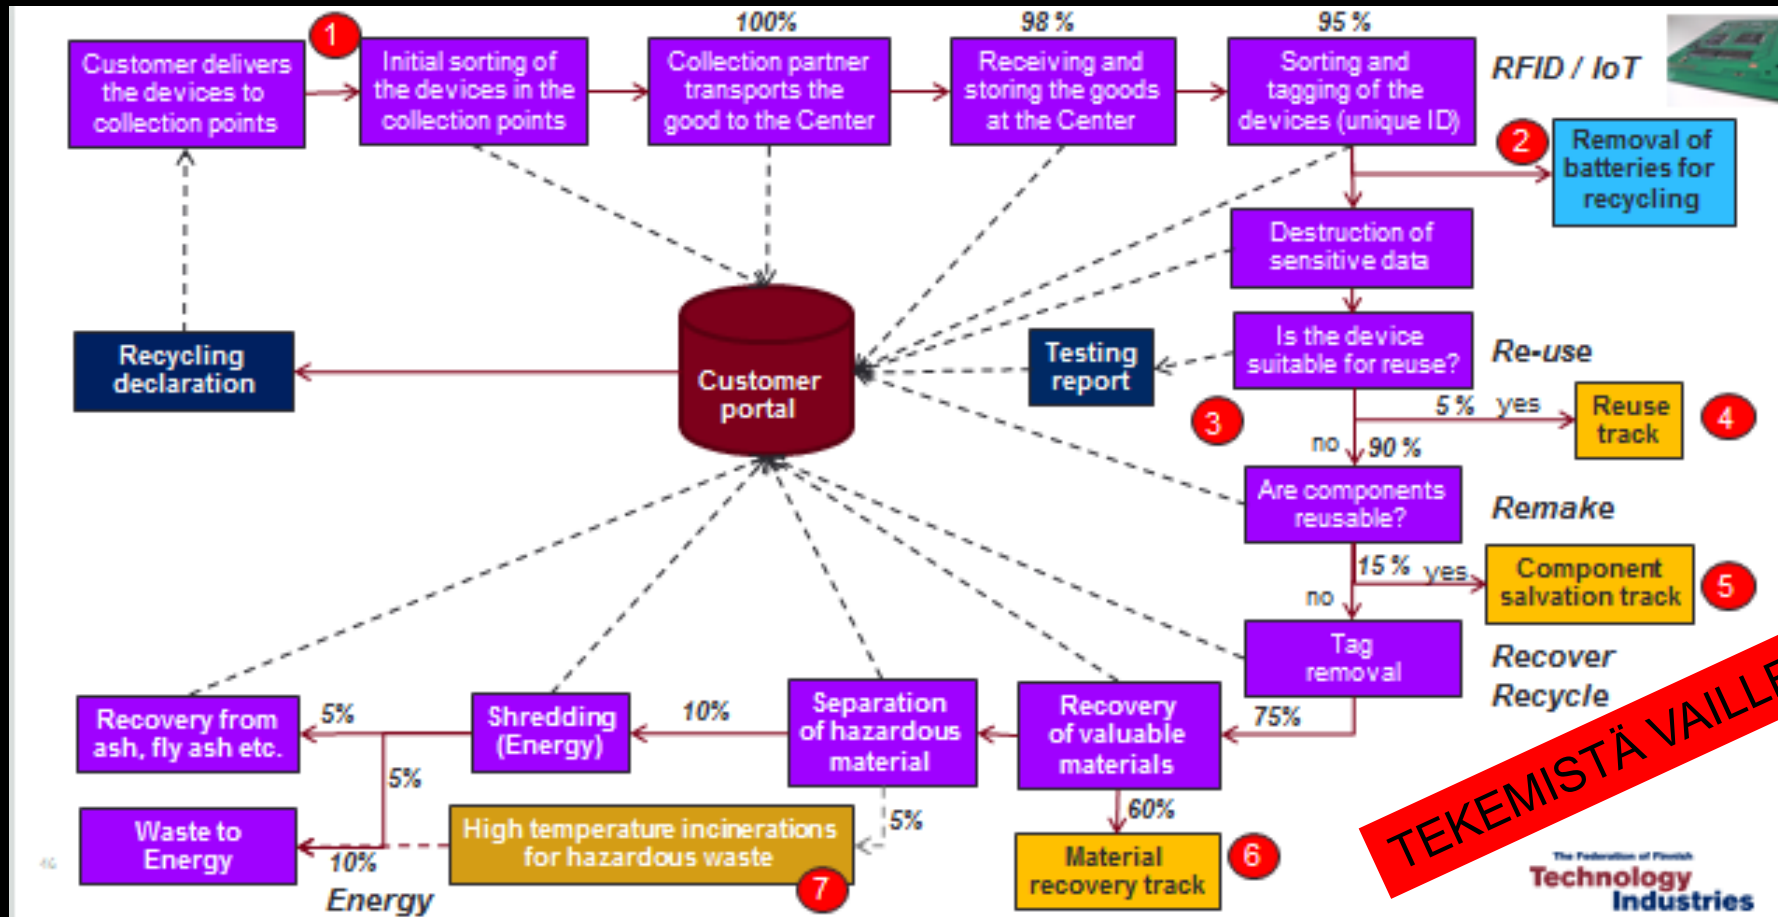 1
100%
98 %
95 %
Customer delivers
the devices to
collection points
Initial sorting of
the devices in the
collection points
Collection partner
transports the
good to the Center
Receiving and
storing the goods
at the Center
Sorting and
tagging of the
devices (unique ID)
RFID / IoT
2
Removal of
batteries for
recycling
Destruction of
sensitive data
Recycling
declaration
Customer
portal
Testing
report
Is the device
suitable for reuse?
Re-use
3
5 % yes
Reuse
track
4
no 90 %
Are components
reusable?
Remake
15 % yes
Component
salvation track
5
no
Tag
removal
Recover
Recycle
75%
Recovery
of valuable
materials
Separation
of hazardous
material
10%
Shredding
(Energy)
5%
Recovery from
ash, fly ash etc.
5%
Waste to
Energy
10%
Energy
High temperature incinerations
for hazardous waste
7
5%
60%
Material
recovery track
6
TEKEMISTÄ VAILLE
The Federation of Finnish
Technology
Industries